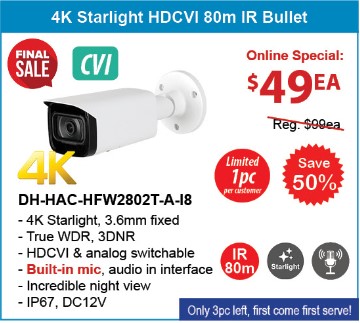 4K Starlight HDCVI 80m IR Bullet
FINAL
SALE
CVI
Online Special:
$49EA
Reg: $99ea
4K
Limited
1pc
per customer
Save
50%
DH-HAC-HFW2802T-A-I8
- 4K Starlight, 3.6mm fixed
- True WDR, 3DNR
- HDCVI & analog switchable
- Built-in mic, audio in interface
- Incredible night view
- IP67, DC12V
IR
80m
Starlight
Only 3pc left, first come first serve!